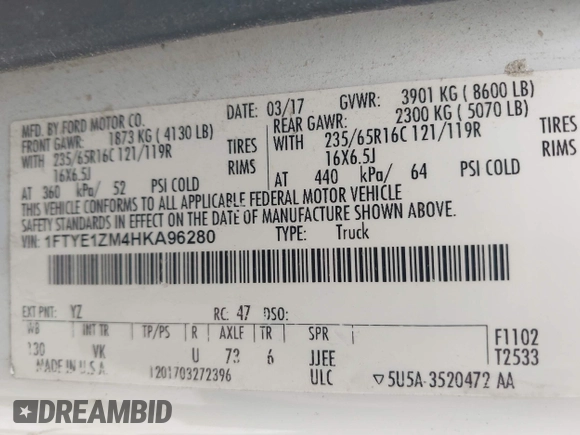 MFD. BY FORD MOTOR CO.
DATE: 03/17 GVWR: 3901 KG ( 8600 LB)
FRONT GAWR: 1873 KG ( 4130 LB) REAR GAWR: 2300 KG ( 5070 LB)
WITH 235/65R16C 121/119R TIRES WITH 235/65R16C 121/119R TIRES
16X6.5J RIMS 16X6.5J RIMS
AT 360 kPa/ 52 PSI COLD AT 440 kPa/ 64 PSI COLD
THIS VEHICLE CONFORMS TO ALL APPLICABLE FEDERAL MOTOR VEHICLE
SAFETY STANDARDS IN EFFECT ON THE DATE OF MANUFACTURE SHOWN ABOVE.
VIN: 1FTYE1ZM4HKA96280 TYPE: Truck
EXT PNT: YZ RC: 47 DSO:
WB INT TR TP/PS R AXLE TR SPR F1102
130 VK U 73 6 JJEE T2533
MADE IN U.S.A. 1201703272396 ULC ▽5U5A-3520472 AA
DREAMBID